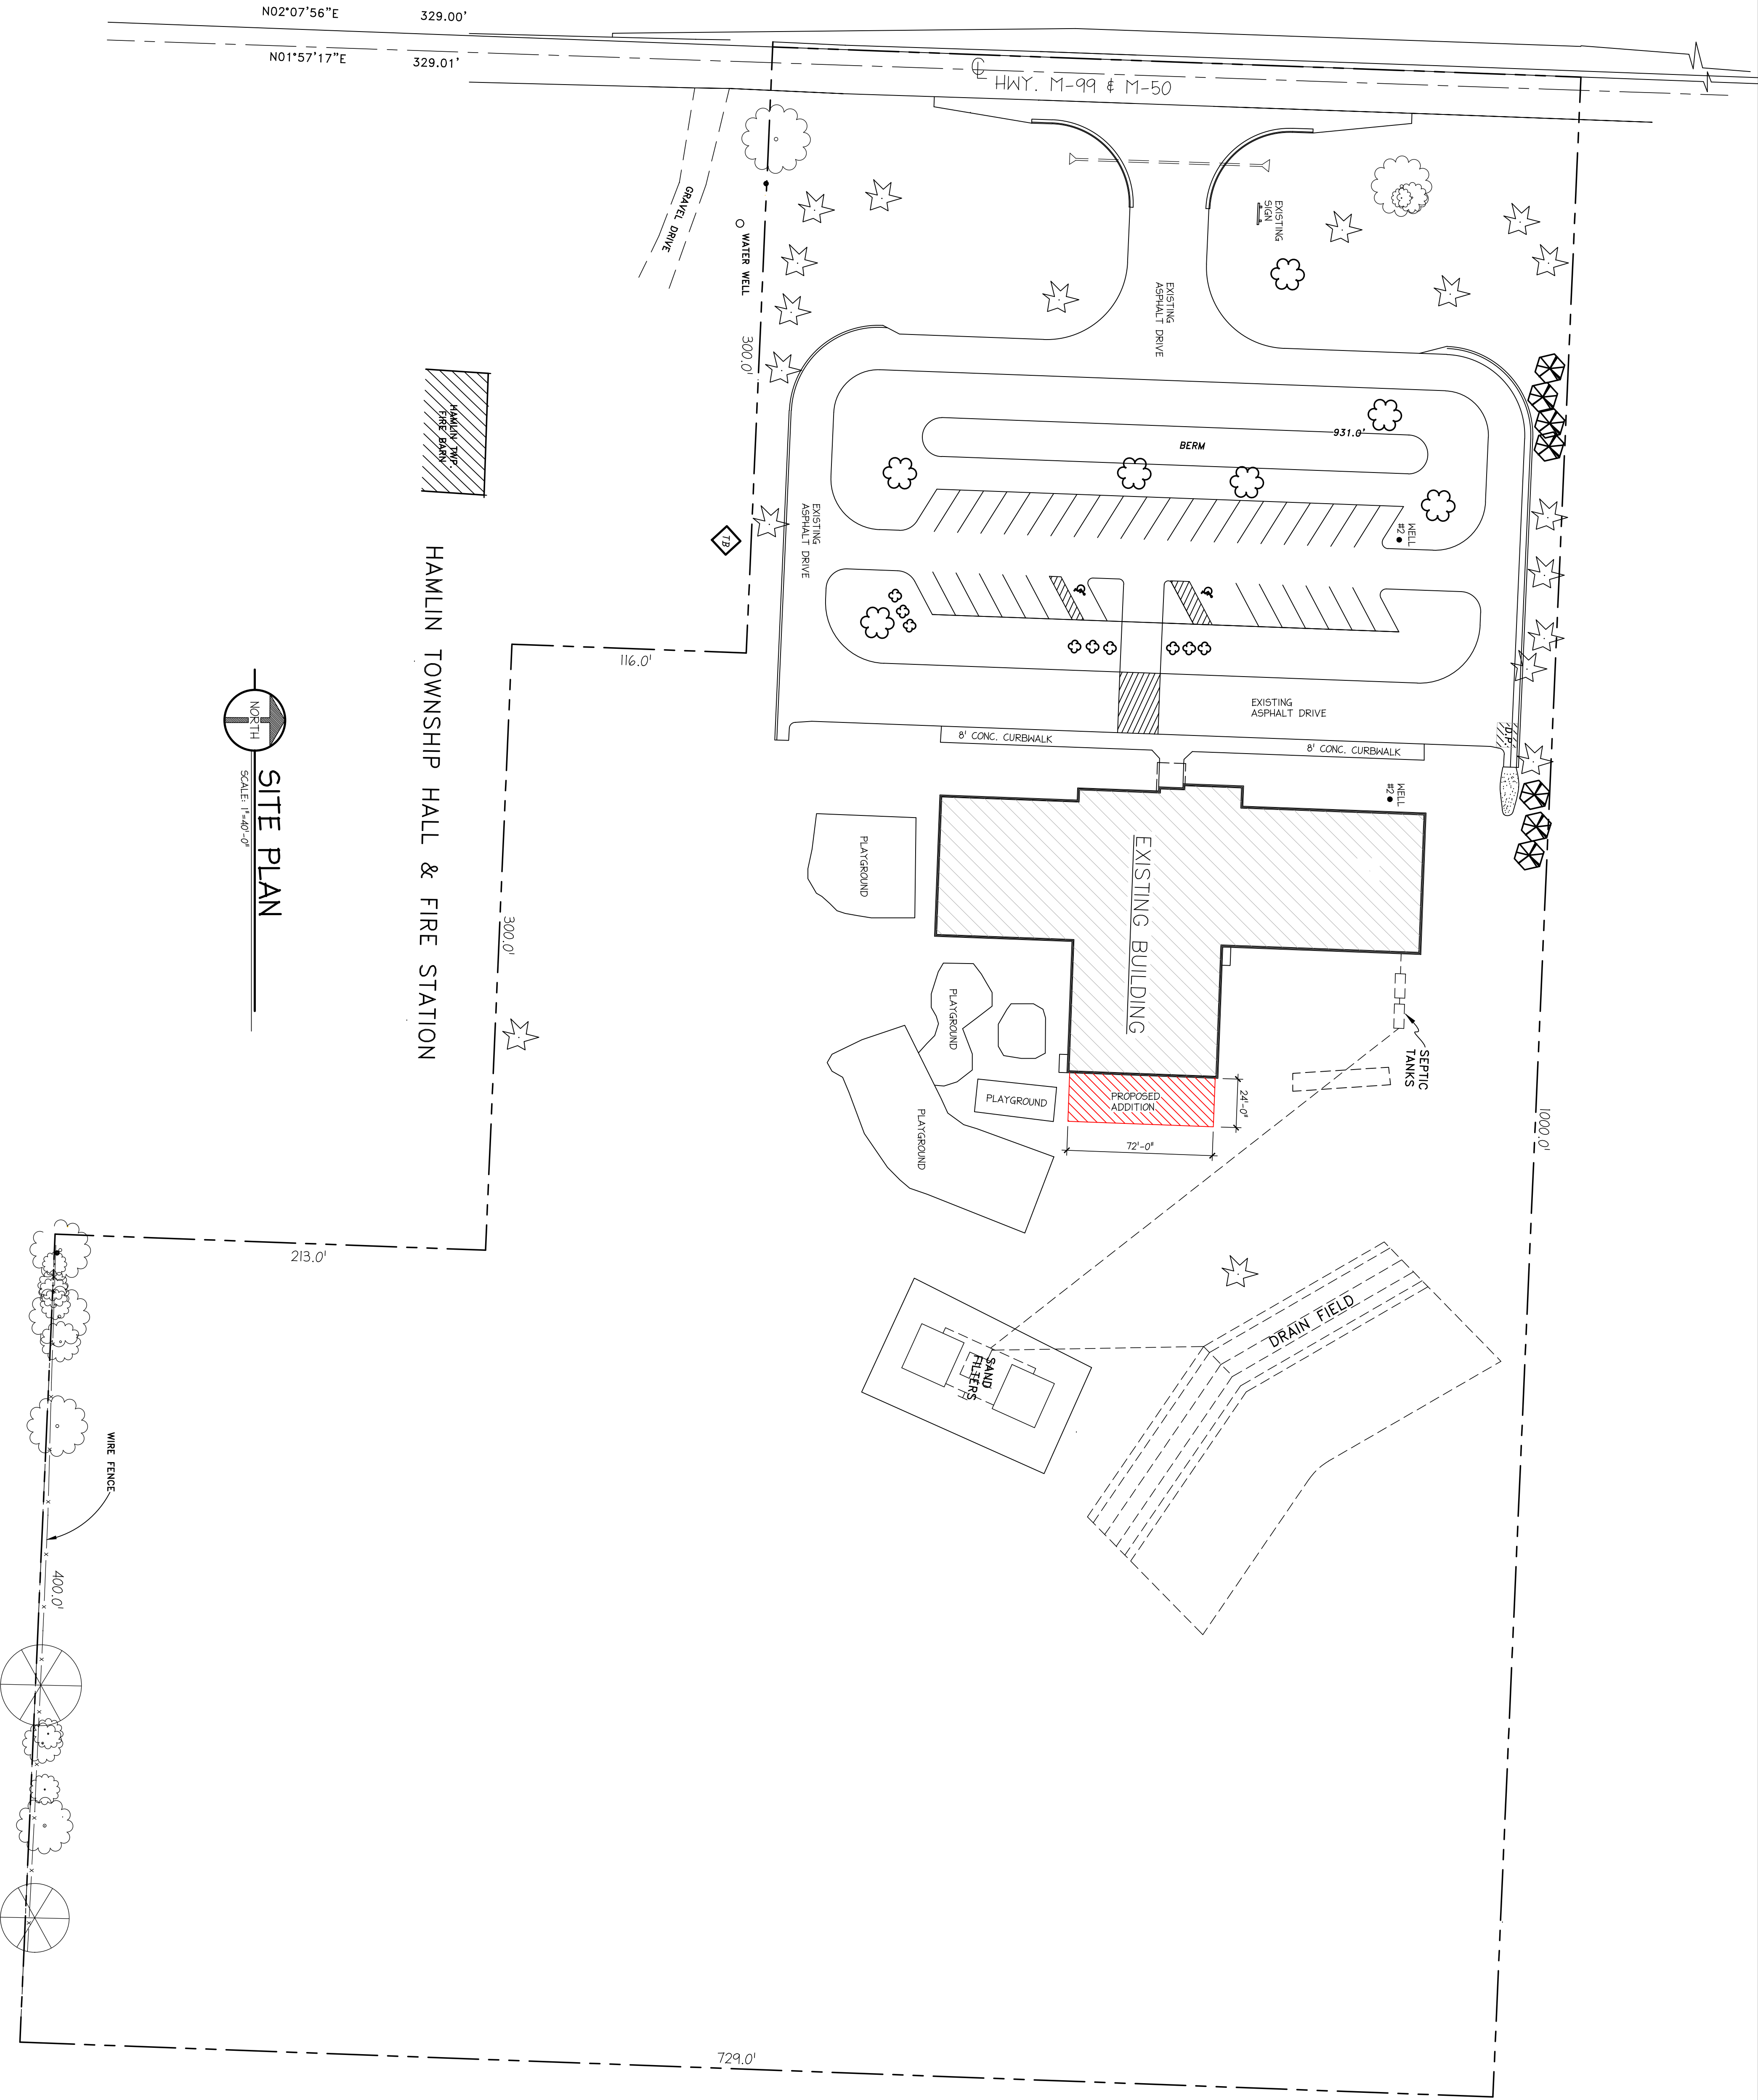 N02°07'56"E
329.00'
N01°57'17"E
329.01'
HWY. M-99 & M-50
GRAVEL DRIVE
WATER WELL
300.0'
EXISTING
SIGN
EXISTING
ASPHALT DRIVE
BERM
931.0'
HAMLIN TWP.
FIRE BARN
TB
EXISTING
ASPHALT DRIVE
WELL
#2
116.0'
EXISTING
ASPHALT DRIVE
8' CONC. CURBWALK
8' CONC. CURBWALK
D.P.
WELL
#2
HAMLIN TOWNSHIP HALL & FIRE STATION
NORTH
SITE PLAN
SCALE: 1"=40'-0"
300.0'
PLAYGROUND
EXISTING BUILDING
PLAYGROUND
PLAYGROUND
PLAYGROUND
PROPOSED
ADDITION
24'-0"
72'-0"
SEPTIC
TANKS
1000.0'
213.0'
SAND
FILTERS
DRAIN FIELD
WIRE FENCE
400.0'
729.0'